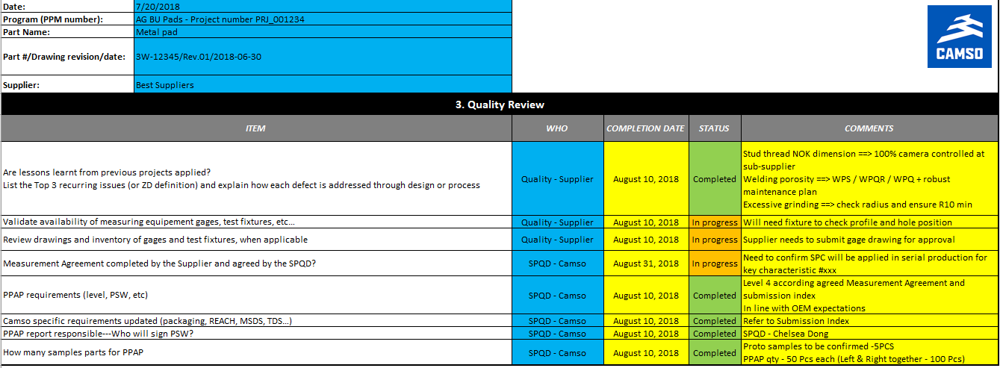 Date: 7/20/2018
Program (PPM number): AG BU Pads - Project number PRJ_001234
Part Name: Metal pad
Part #/Drawing revision/date: 3W-12345/Rev.01/2018-06-30
Supplier: Best Suppliers
CAMSO
3. Quality Review
ITEM WHO COMPLETION DATE STATUS COMMENTS
Are lessons learnt from previous projects applied?
List the Top 3 recurring issues (or ZD definition) and explain how each defect is addressed through design or process
Quality - Supplier August 10, 2018 Completed
Stud thread NOK dimension ==> 100% camera controlled at
sub-supplier
Welding porosity ==> WPS / WPQR / WPQ + robust
maintenance plan
Excessive grinding ==> check radius and ensure R10 min
Validate availability of measuring equipement gages, test fixtures, etc... Quality - Supplier August 10, 2018 In progress Will need fixture to check profile and hole position
Review drawings and inventory of gages and test fixtures, when applicable Quality - Supplier August 10, 2018 In progress Supplier needs to submit gage drawing for approval
Measurement Agreement completed by the Supplier and agreed by the SPQD? SPQD - Camso August 31, 2018 In progress
Need to confirm SPC will be applied in serial production for
key characteristic #xxx
PPAP requirements (level, PSW, etc) SPQD - Camso August 10, 2018 Completed
Level 4 according agreed Measurement Agreement and
submission index
In line with OEM expectations
Camso specific requirements updated (packaging, REACH, MSDS, TDS...) SPQD - Camso August 10, 2018 Completed Refer to Submission Index
PPAP report responsible---Who will sign PSW? SPQD - Camso August 10, 2018 Completed SPQD - Chelsea Dong
How many samples parts for PPAP SPQD - Camso August 10, 2018 Completed
Proto samples to be confirmed -5PCS
PPAP qty - 50 Pcs each (Left & Right together - 100 Pcs)